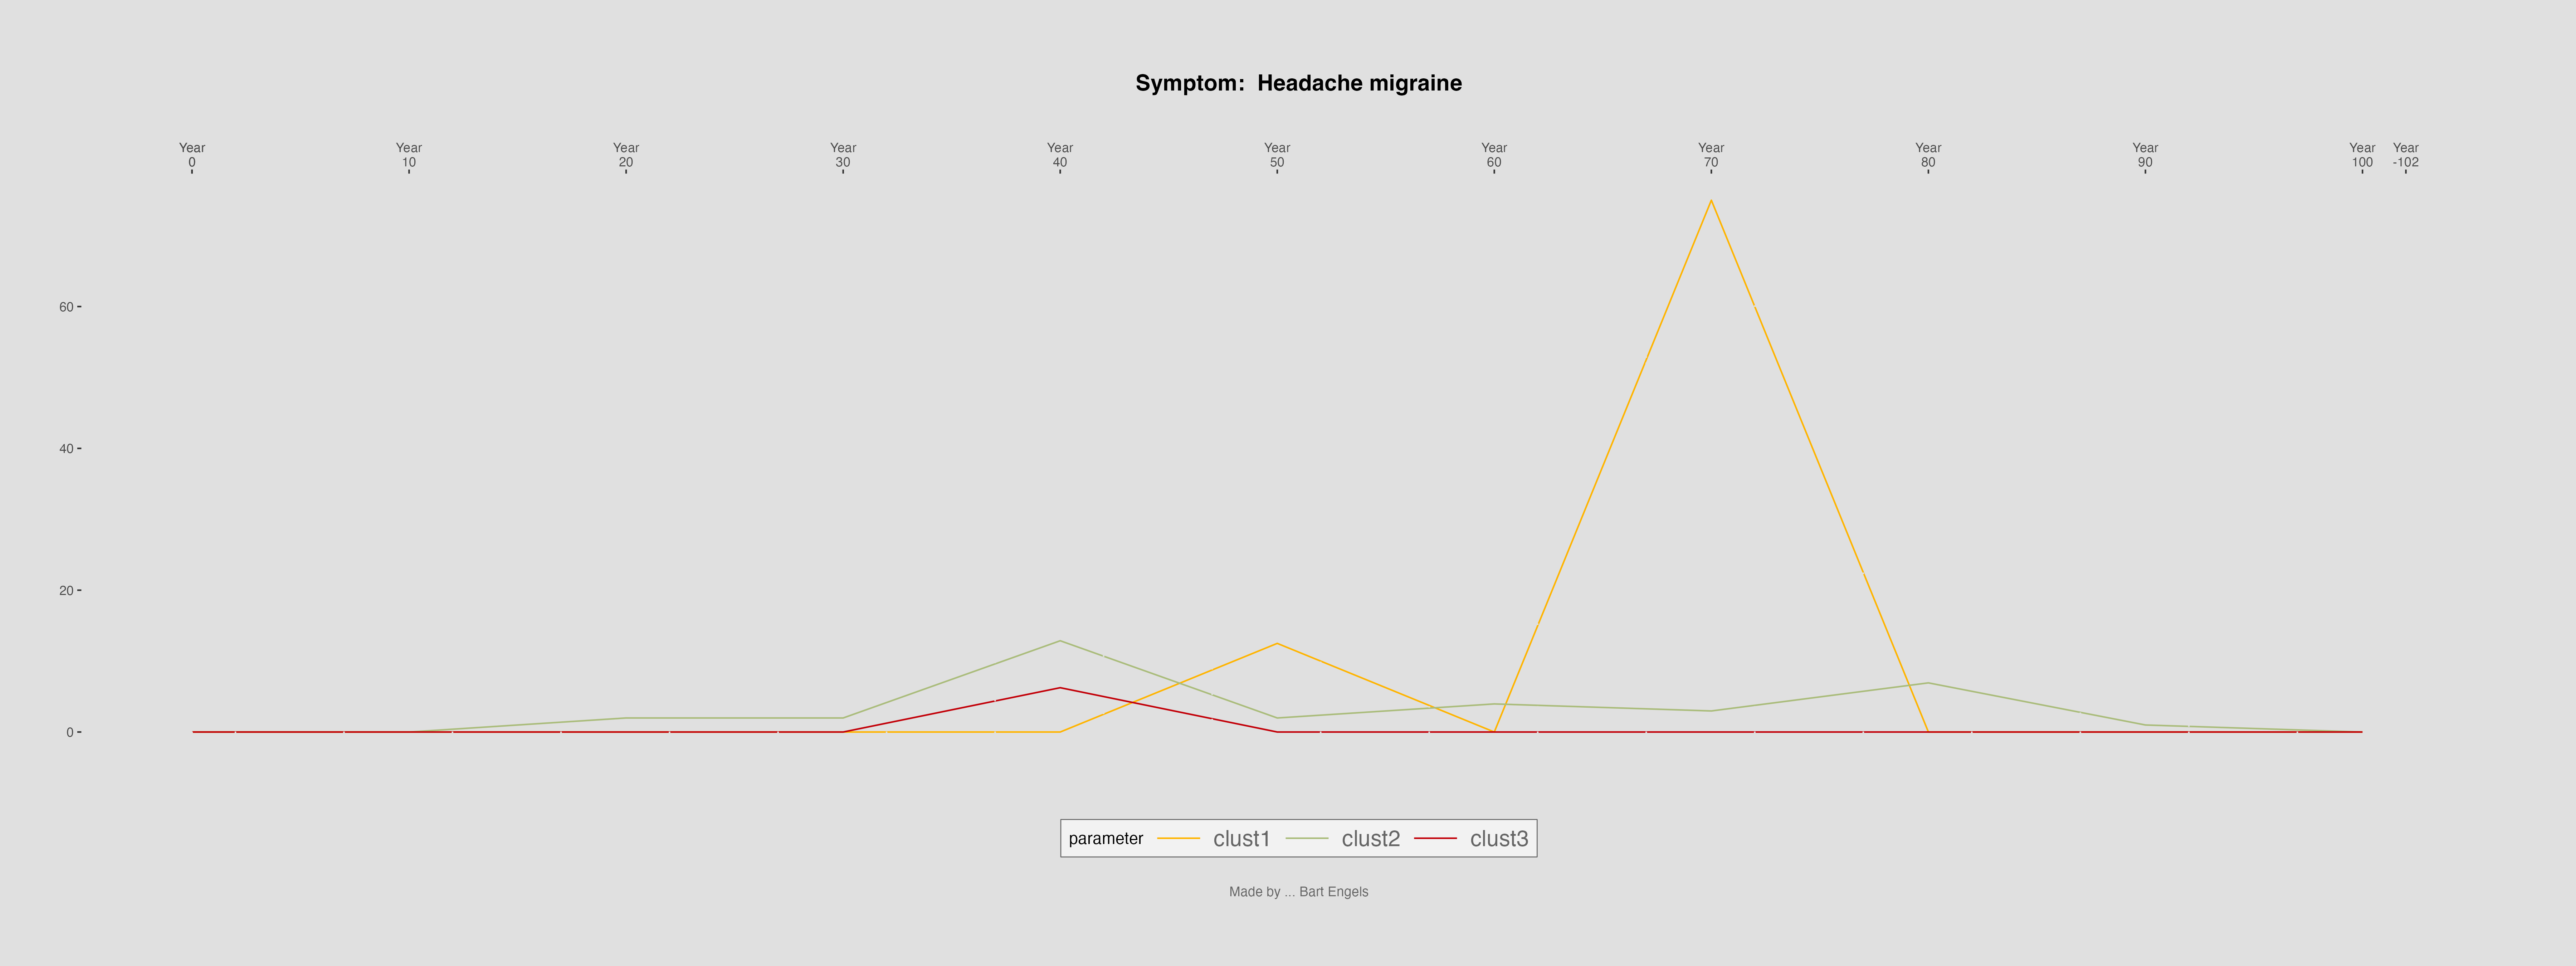 Symptom:  Headache migraine
Year Year Year Year Year Year Year Year Year Year Year Year
0 10 20 30 40 50 60 70 80 90 100 -102
60
40
20
0
parameter clust1 clust2 clust3
Made by ... Bart Engels